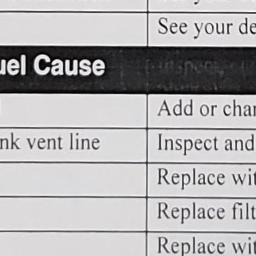 See your de
uel Cause
Add or char
nk vent line Inspect and
Replace wit
Replace filt
Replace wit